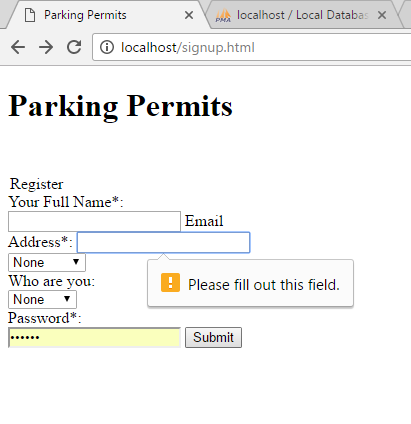 Parking Permits
localhost / Local Databas
localhost/signup.html
Parking Permits
Register
Your Full Name*:
Email
Address*:
None
Please fill out this field.
Who are you:
None
Password*:
•••••• Submit